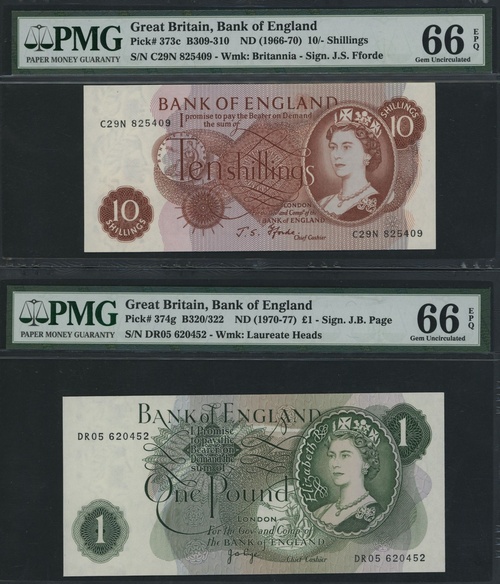 PMG
PAPER MONEY GUARANTY
Great Britain, Bank of England
Pick# 373c B309-310 ND (1966-70) 10/- Shillings
S/N C29N 825409 - Wmk: Britannia - Sign. J.S. Fforde
66 EPQ
Gem Uncirculated
BANK OF ENGLAND
C29N 825409
I promise to pay the Bearer on Demand
the sum of
Ten shillings
10 SHILLINGS
10 SHILLINGS
LONDON
For the Govr and Compa of the
BANK OF ENGLAND
J. S. Fforde
Chief Cashier
C29N 825409
PMG
PAPER MONEY GUARANTY
Great Britain, Bank of England
Pick# 374g B320/322 ND (1970-77) £1 - Sign. J.B. Page
S/N DR05 620452 - Wmk: Laureate Heads
66 EPQ
Gem Uncirculated
BANK of ENGLAND
DR05 620452
I Promise
to pay the
Bearer on
Demand the
sum of
One Pound
1
1
Elizabeth R
LONDON
For the Govr and Compa of
THE BANK OF ENGLAND
Chief Cashier
DR05 620452